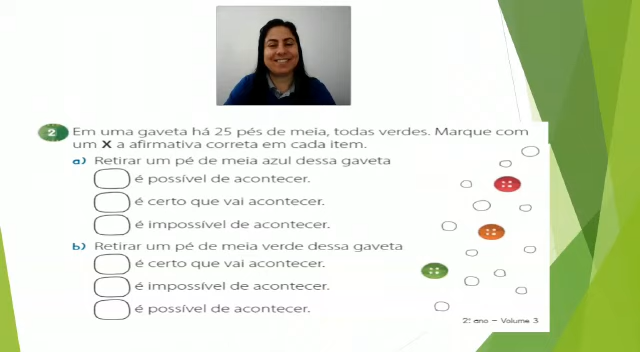 2 Em uma gaveta há 25 pés de meia, todas verdes. Marque com
um X a afirmativa correta em cada item.
a) Retirar um pé de meia azul dessa gaveta
é possível de acontecer.
é certo que vai acontecer.
é impossível de acontecer.
b) Retirar um pé de meia verde dessa gaveta
é certo que vai acontecer.
é impossível de acontecer.
é possível de acontecer.
2º ano – Volume 3